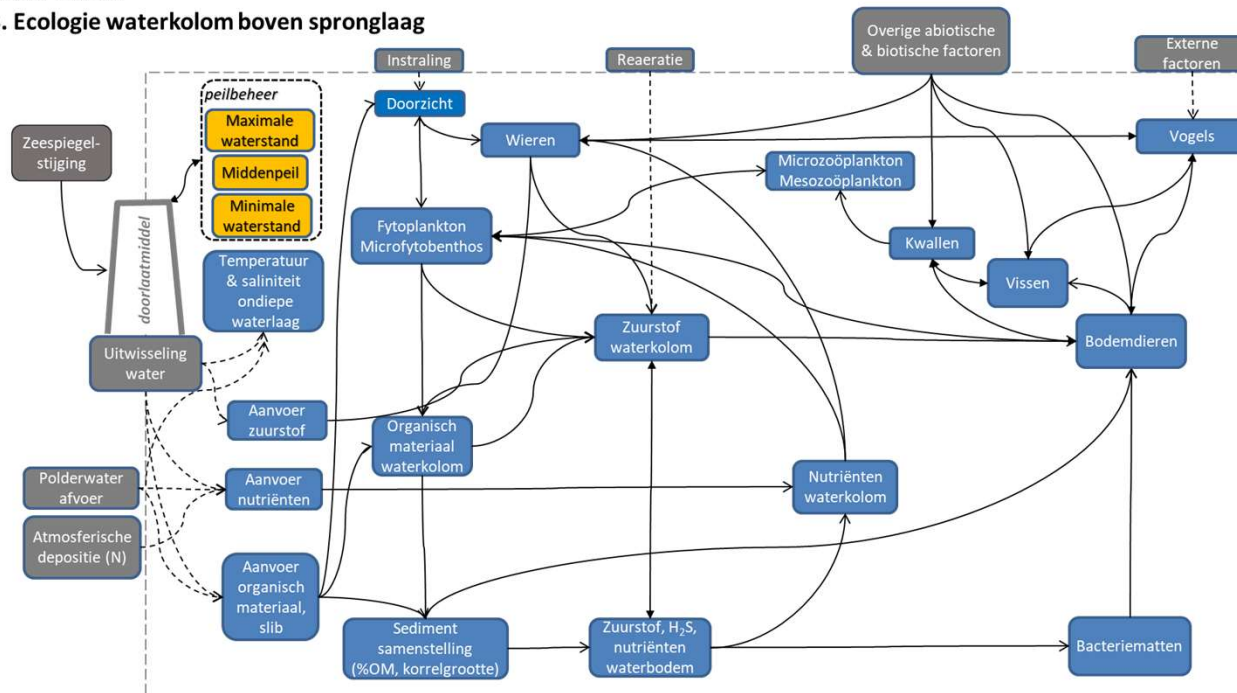 . Ecologie waterkolom boven spronglaag
Overige abiotische
& biotische factoren
Externe
factoren
Instraling
Reaeratie
peilbeheer
Maximale
waterstand
Middenpeil
Minimale
waterstand
Doorzicht
Wieren
Vogels
Zeespiegel-
stijging
Microzoöplankton
Mesozoöplankton
doorlaatmiddel
Fytoplankton
Microfytobenthos
Kwallen
Vissen
Temperatuur
& saliniteit
ondiepe
waterlaag
Zuurstof
waterkolom
Bodemdieren
Uitwisseling
water
Aanvoer
zuurstof
Organisch
materiaal
waterkolom
Polderwater
afvoer
Aanvoer
nutriënten
Nutriënten
waterkolom
Atmosferische
depositie (N)
Aanvoer
organisch
materiaal,
slib
Sediment
samenstelling
(%OM, korrelgrootte)
Zuurstof, H₂S,
nutriënten
waterbodem
Bacteriematten